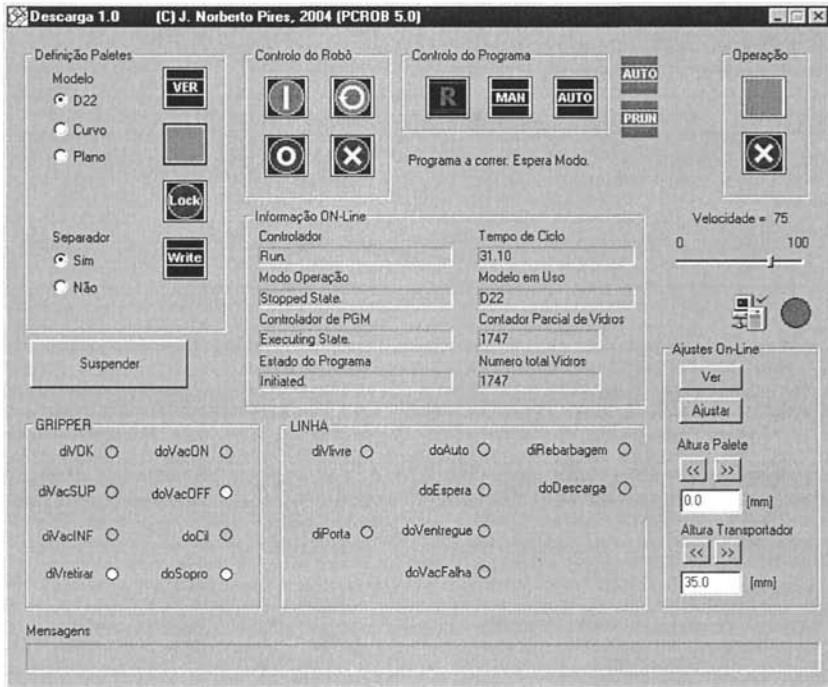 Descarga 1.0 (C) J. Norberto Pires, 2004 (PCROB 5.0)
Definição Paletes
Modelo
D22
Curvo
Plano
VER
Lock
Separador
Sim
Não
Write
Suspender
Controlo do Robô
Controlo do Programa
R
MAN
AUTO
AUTO
PRUN
Programa a correr. Espera Modo.
Operação
Informação ON-Line
Controlador
Run.
Modo Operação
Stopped State.
Controlador de PGM
Executing State.
Estado do Programa
Initiated.
Tempo de Ciclo
31.10
Modelo em Uso
D22
Contador Parcial de Vidros
1747
Numero total Vidros
1747
Velocidade = 75
0 100
Ajustes On-Line
Ver
Ajustar
Altura Palete
<< >>
0.0 [mm]
Altura Transportador
<< >>
35.0 [mm]
GRIPPER
diVOK doVacON
diVacSUP doVacOFF
diVacINF doCil
diVretirar doSopro
LINHA
diVlivre doAuto diRebarbagem
doEspera doDescarga
diPorta doVentregue
doVacFalha
Mensagens